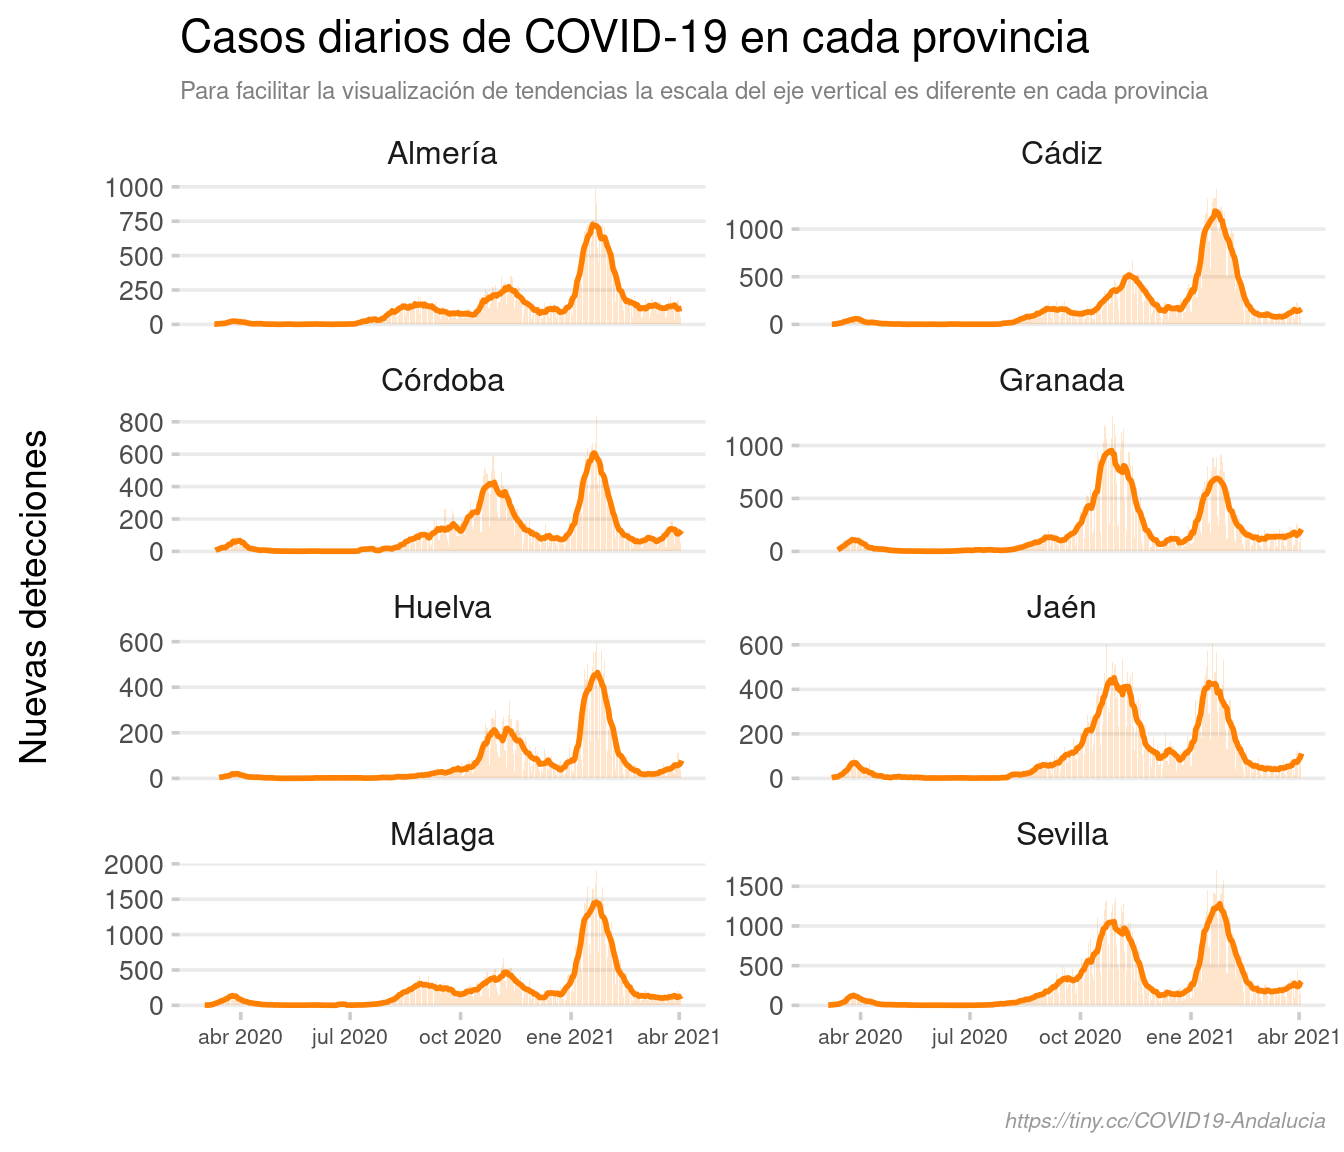 Casos diarios de COVID-19 en cada provincia
Para facilitar la visualización de tendencias la escala del eje vertical es diferente en cada provincia
Nuevas detecciones
Almería
1000
750
500
250
0
Cádiz
1000
500
0
Córdoba
800
600
400
200
0
Granada
1000
500
0
Huelva
600
400
200
0
Jaén
600
400
200
0
Málaga
2000
1500
1000
500
0
abr 2020 jul 2020 oct 2020 ene 2021 abr 2021
Sevilla
1500
1000
500
0
abr 2020 jul 2020 oct 2020 ene 2021 abr 2021
https://tiny.cc/COVID19-Andalucia